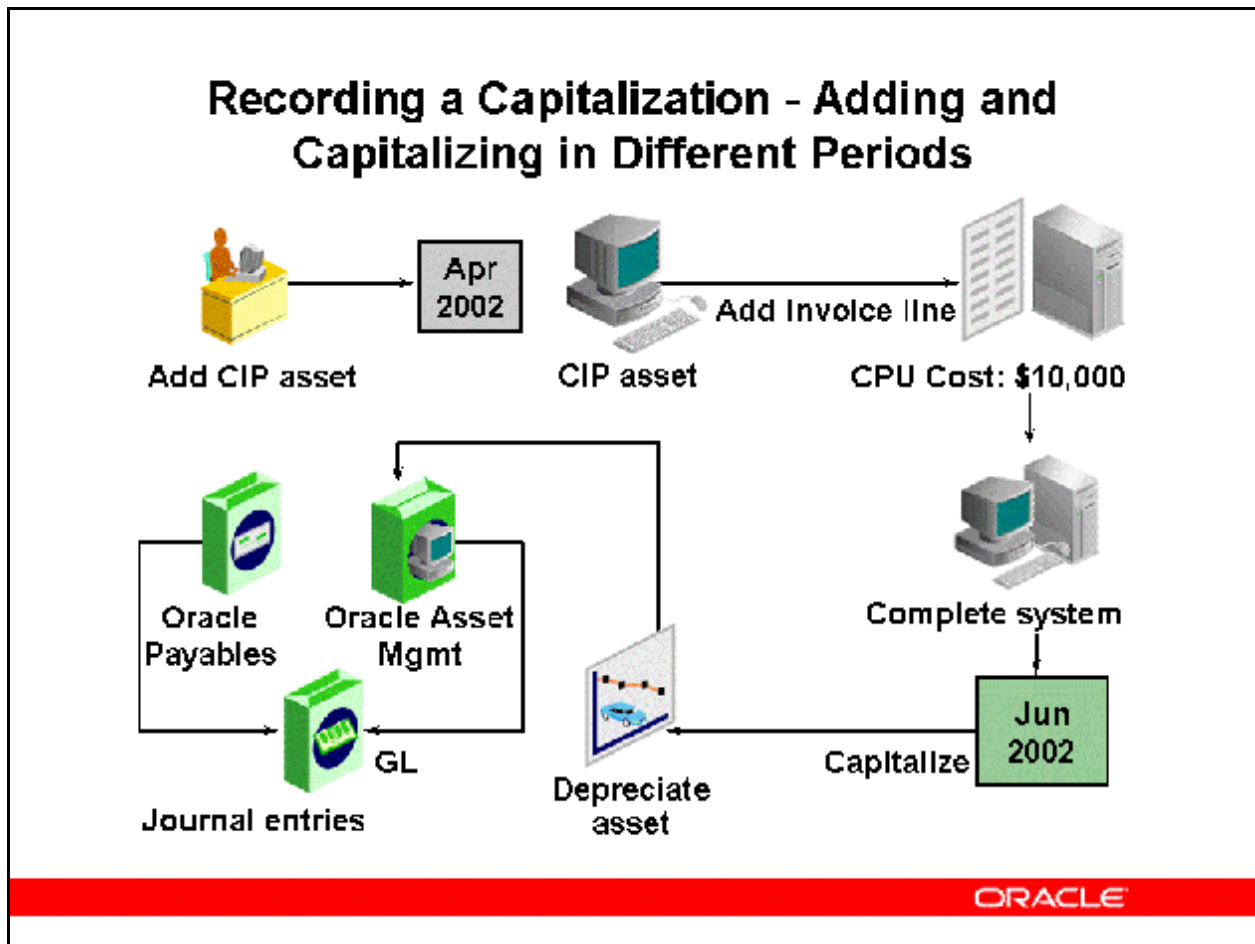 Recording a Capitalization - Adding and
Capitalizing in Different Periods
Apr
2002
Add CIP asset
CIP asset
Add Invoice line
CPU Cost: $10,000
Oracle
Payables
Oracle Asset
Mgmt
Complete system
Jun
2002
Capitalize
Depreciate
asset
GL
Journal entries
ORACLE